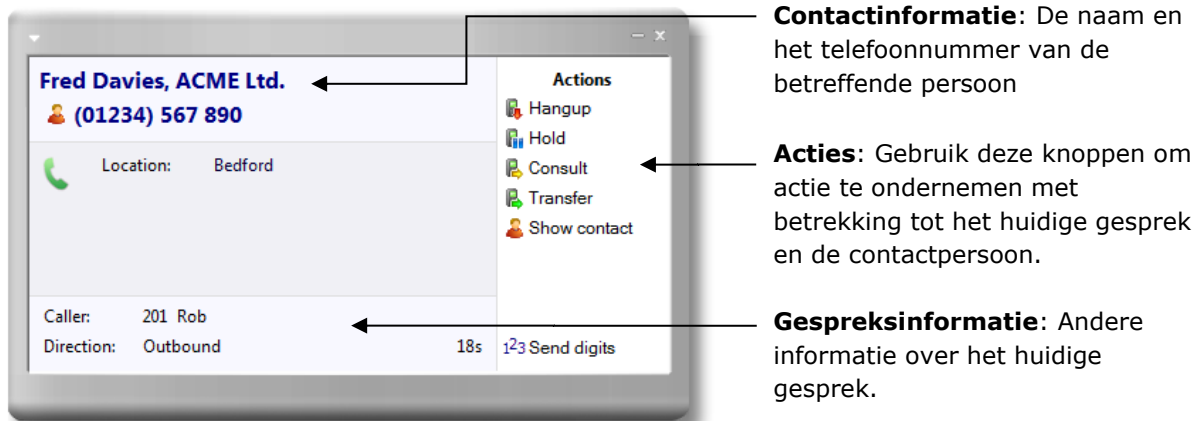 Fred Davies, ACME Ltd.
(01234) 567 890
Location: Bedford
Caller: 201 Rob
Direction: Outbound 18s
Actions
Hangup
Hold
Consult
Transfer
Show contact
123 Send digits
Contactinformatie: De naam en
het telefoonnummer van de
betreffende persoon
Acties: Gebruik deze knoppen om
actie te ondernemen met
betrekking tot het huidige gesprek
en de contactpersoon.
Gespreksinformatie: Andere
informatie over het huidige
gesprek.